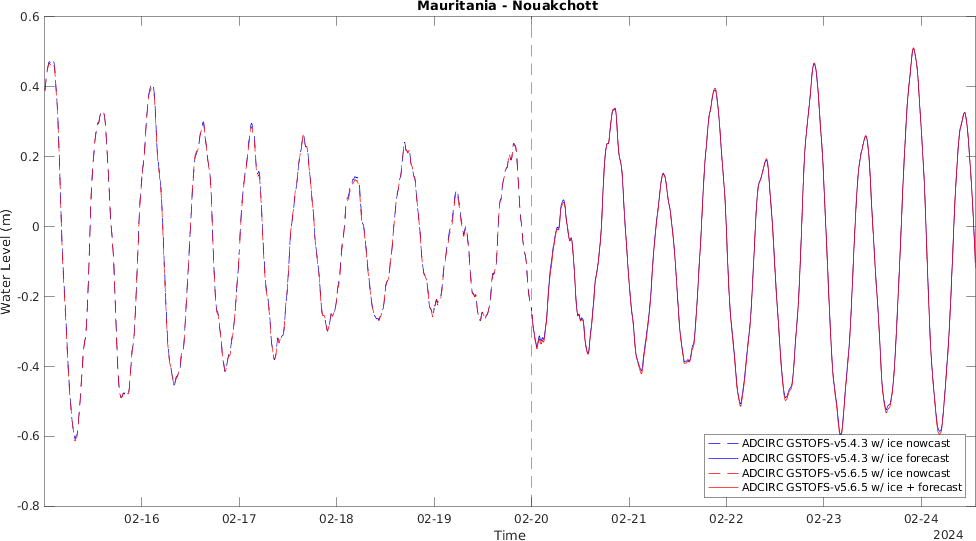 Mauritania - Nouakchott
0.6
0.4
0.2
0
-0.2
-0.4
-0.6
-0.8
Water Level (m)
ADCIRC GSTOFS-v5.4.3 w/ ice nowcast
ADCIRC GSTOFS-v5.4.3 w/ ice forecast
ADCIRC GSTOFS-v5.6.5 w/ ice nowcast
ADCIRC GSTOFS-v5.6.5 w/ ice + forecast
02-16 02-17 02-18 02-19 02-20 02-21 02-22 02-23 02-24
Time
2024